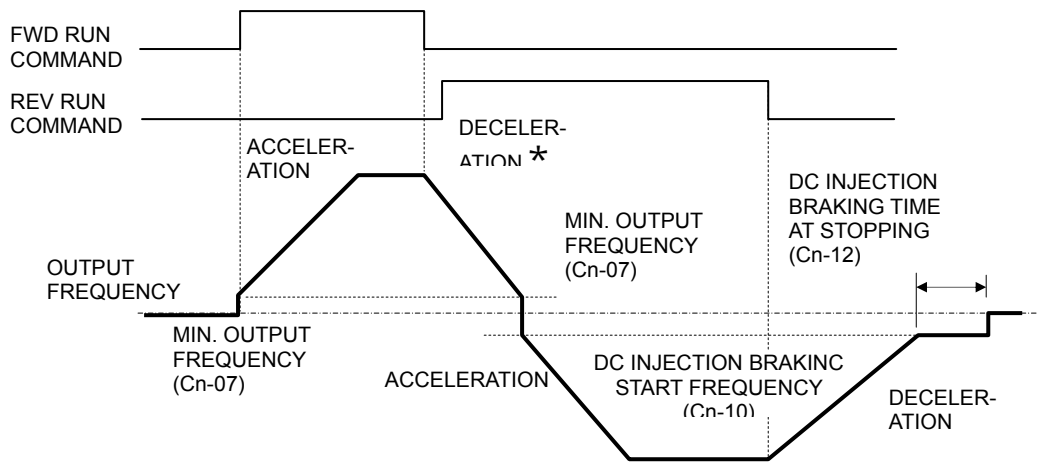 FWD RUN
COMMAND
REV RUN
COMMAND
DECELER-
ATION *
ACCELER-
ATION
DC INJECTION
BRAKING TIME
AT STOPPING
(Cn-12)
MIN. OUTPUT
FREQUENCY
(Cn-07)
OUTPUT
FREQUENCY
MIN. OUTPUT
FREQUENCY
(Cn-07)
ACCELERATION
DC INJECTION BRAKINC
START FREQUENCY
(Cn-10)
DECELER-
ATION